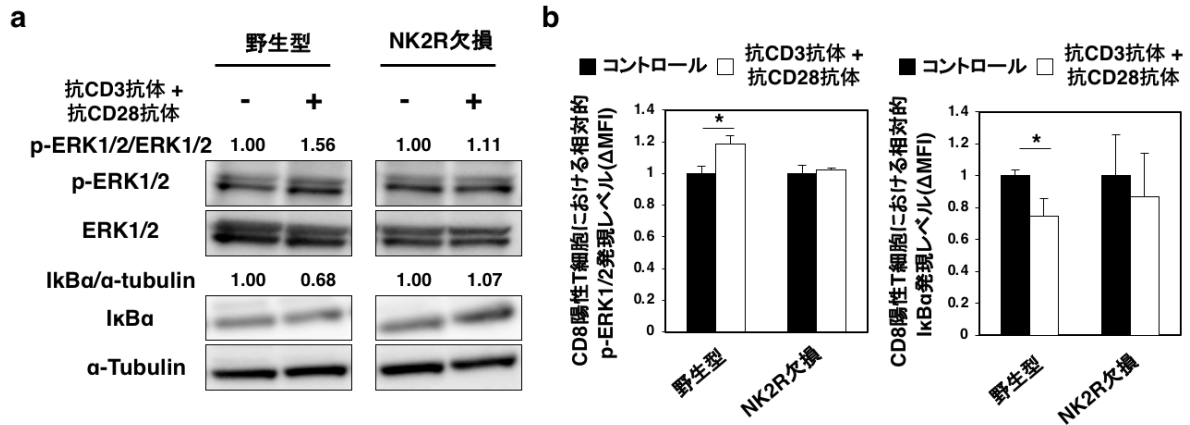 a
野生型 NK2R欠損
抗CD3抗体 +
抗CD28抗体
- + - +
p-ERK1/2/ERK1/2 1.00 1.56 1.00 1.11
p-ERK1/2
ERK1/2
IkBα/α-tubulin 1.00 0.68 1.00 1.07
IκBα
α-Tubulin
b
コントロール
抗CD3抗体 +
抗CD28抗体
CD8陽性T細胞における相対的
p-ERK1/2発現レベル(ΔMFI)
1.4
1.2
1
0.8
0.6
0.4
0.2
0
*
野生型
NK2R欠損
コントロール
抗CD3抗体 +
抗CD28抗体
CD8陽性T細胞における相対的
IκBα発現レベル(ΔMFI)
1.4
1.2
1
0.8
0.6
0.4
0.2
0
*
野生型
NK2R欠損